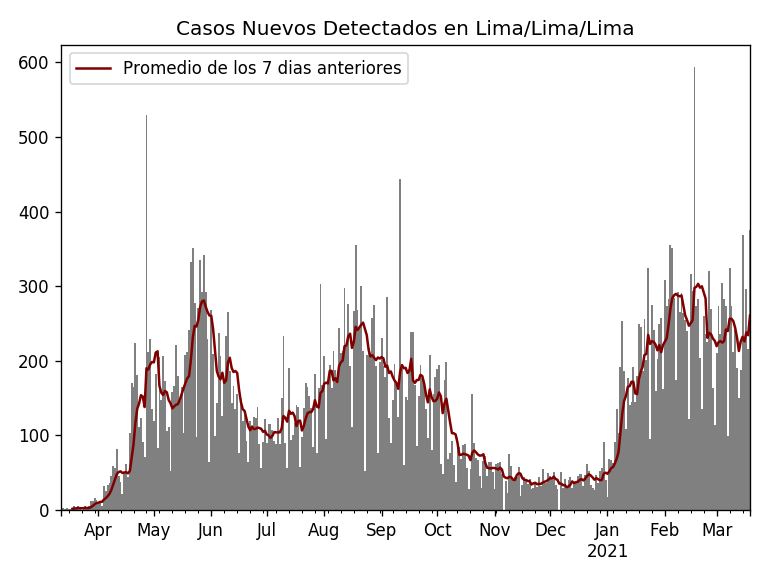 Casos Nuevos Detectados en Lima/Lima/Lima
Promedio de los 7 dias anteriores
600
500
400
300
200
100
0
Apr May Jun Jul Aug Sep Oct Nov Dec Jan Feb Mar
2021